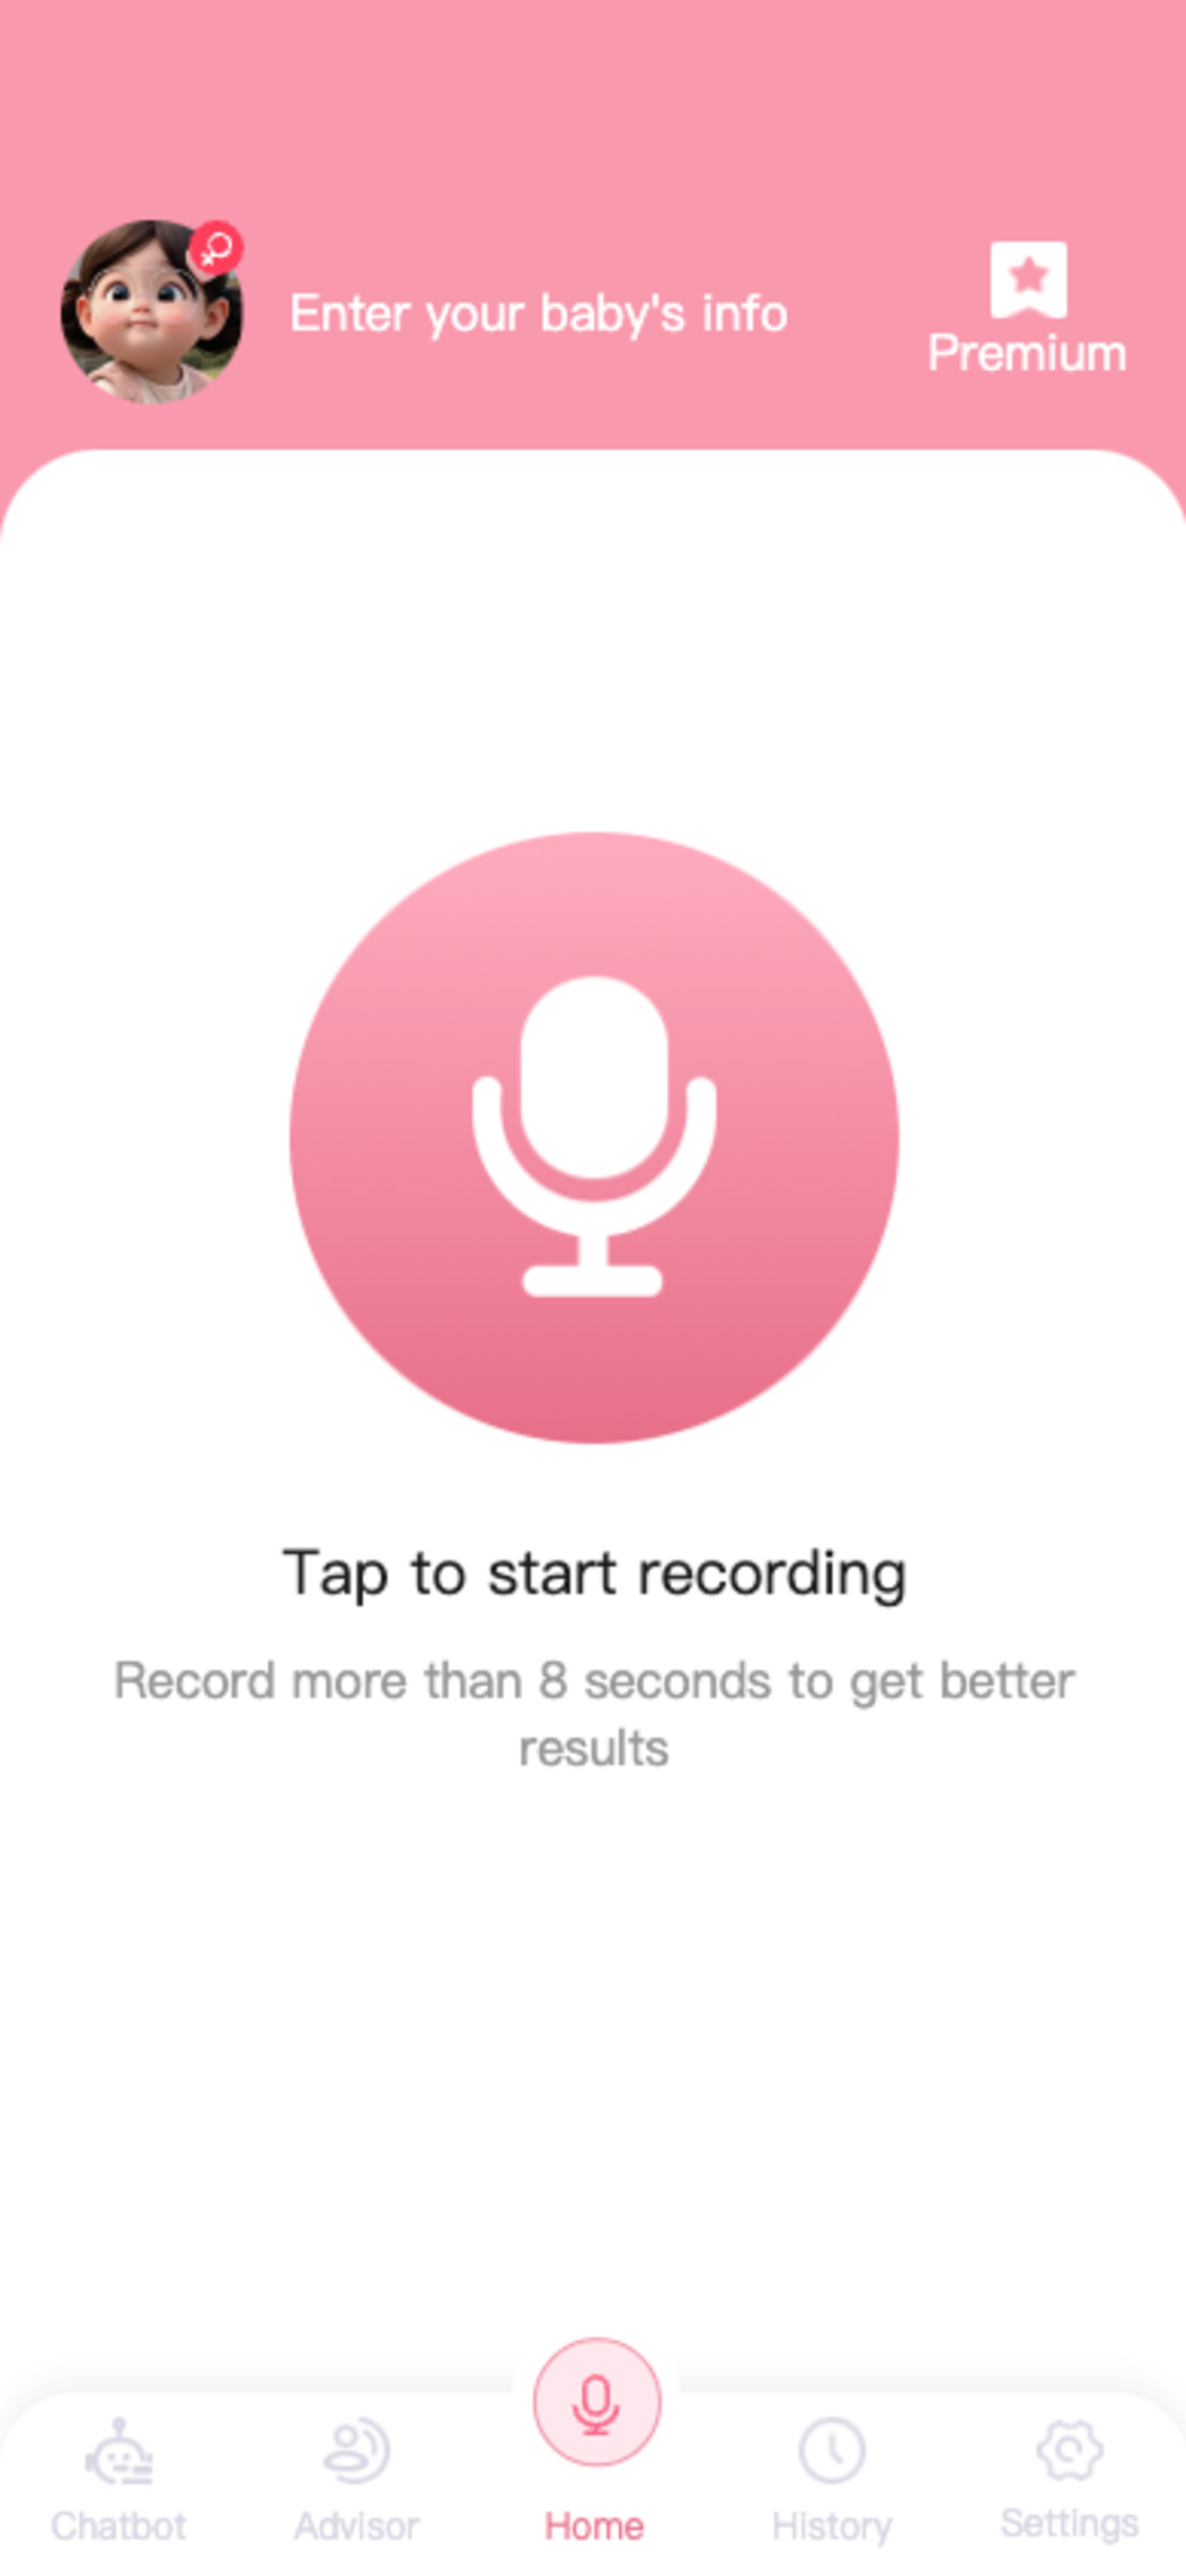 Enter your baby's info
Premium
Tap to start recording
Record more than 8 seconds to get better
results
Chatbot
Advisor
Home
History
Settings